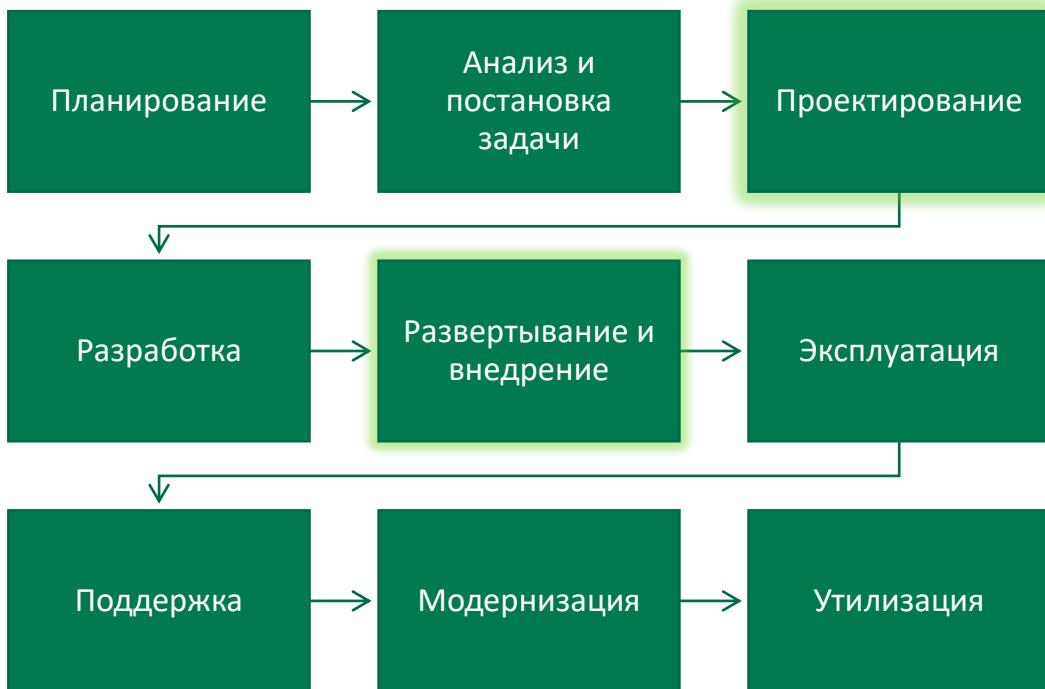 Планирование
Анализ и
постановка
задачи
Проектирование
Разработка
Развертывание и
внедрение
Эксплуатация
Поддержка
Модернизация
Утилизация